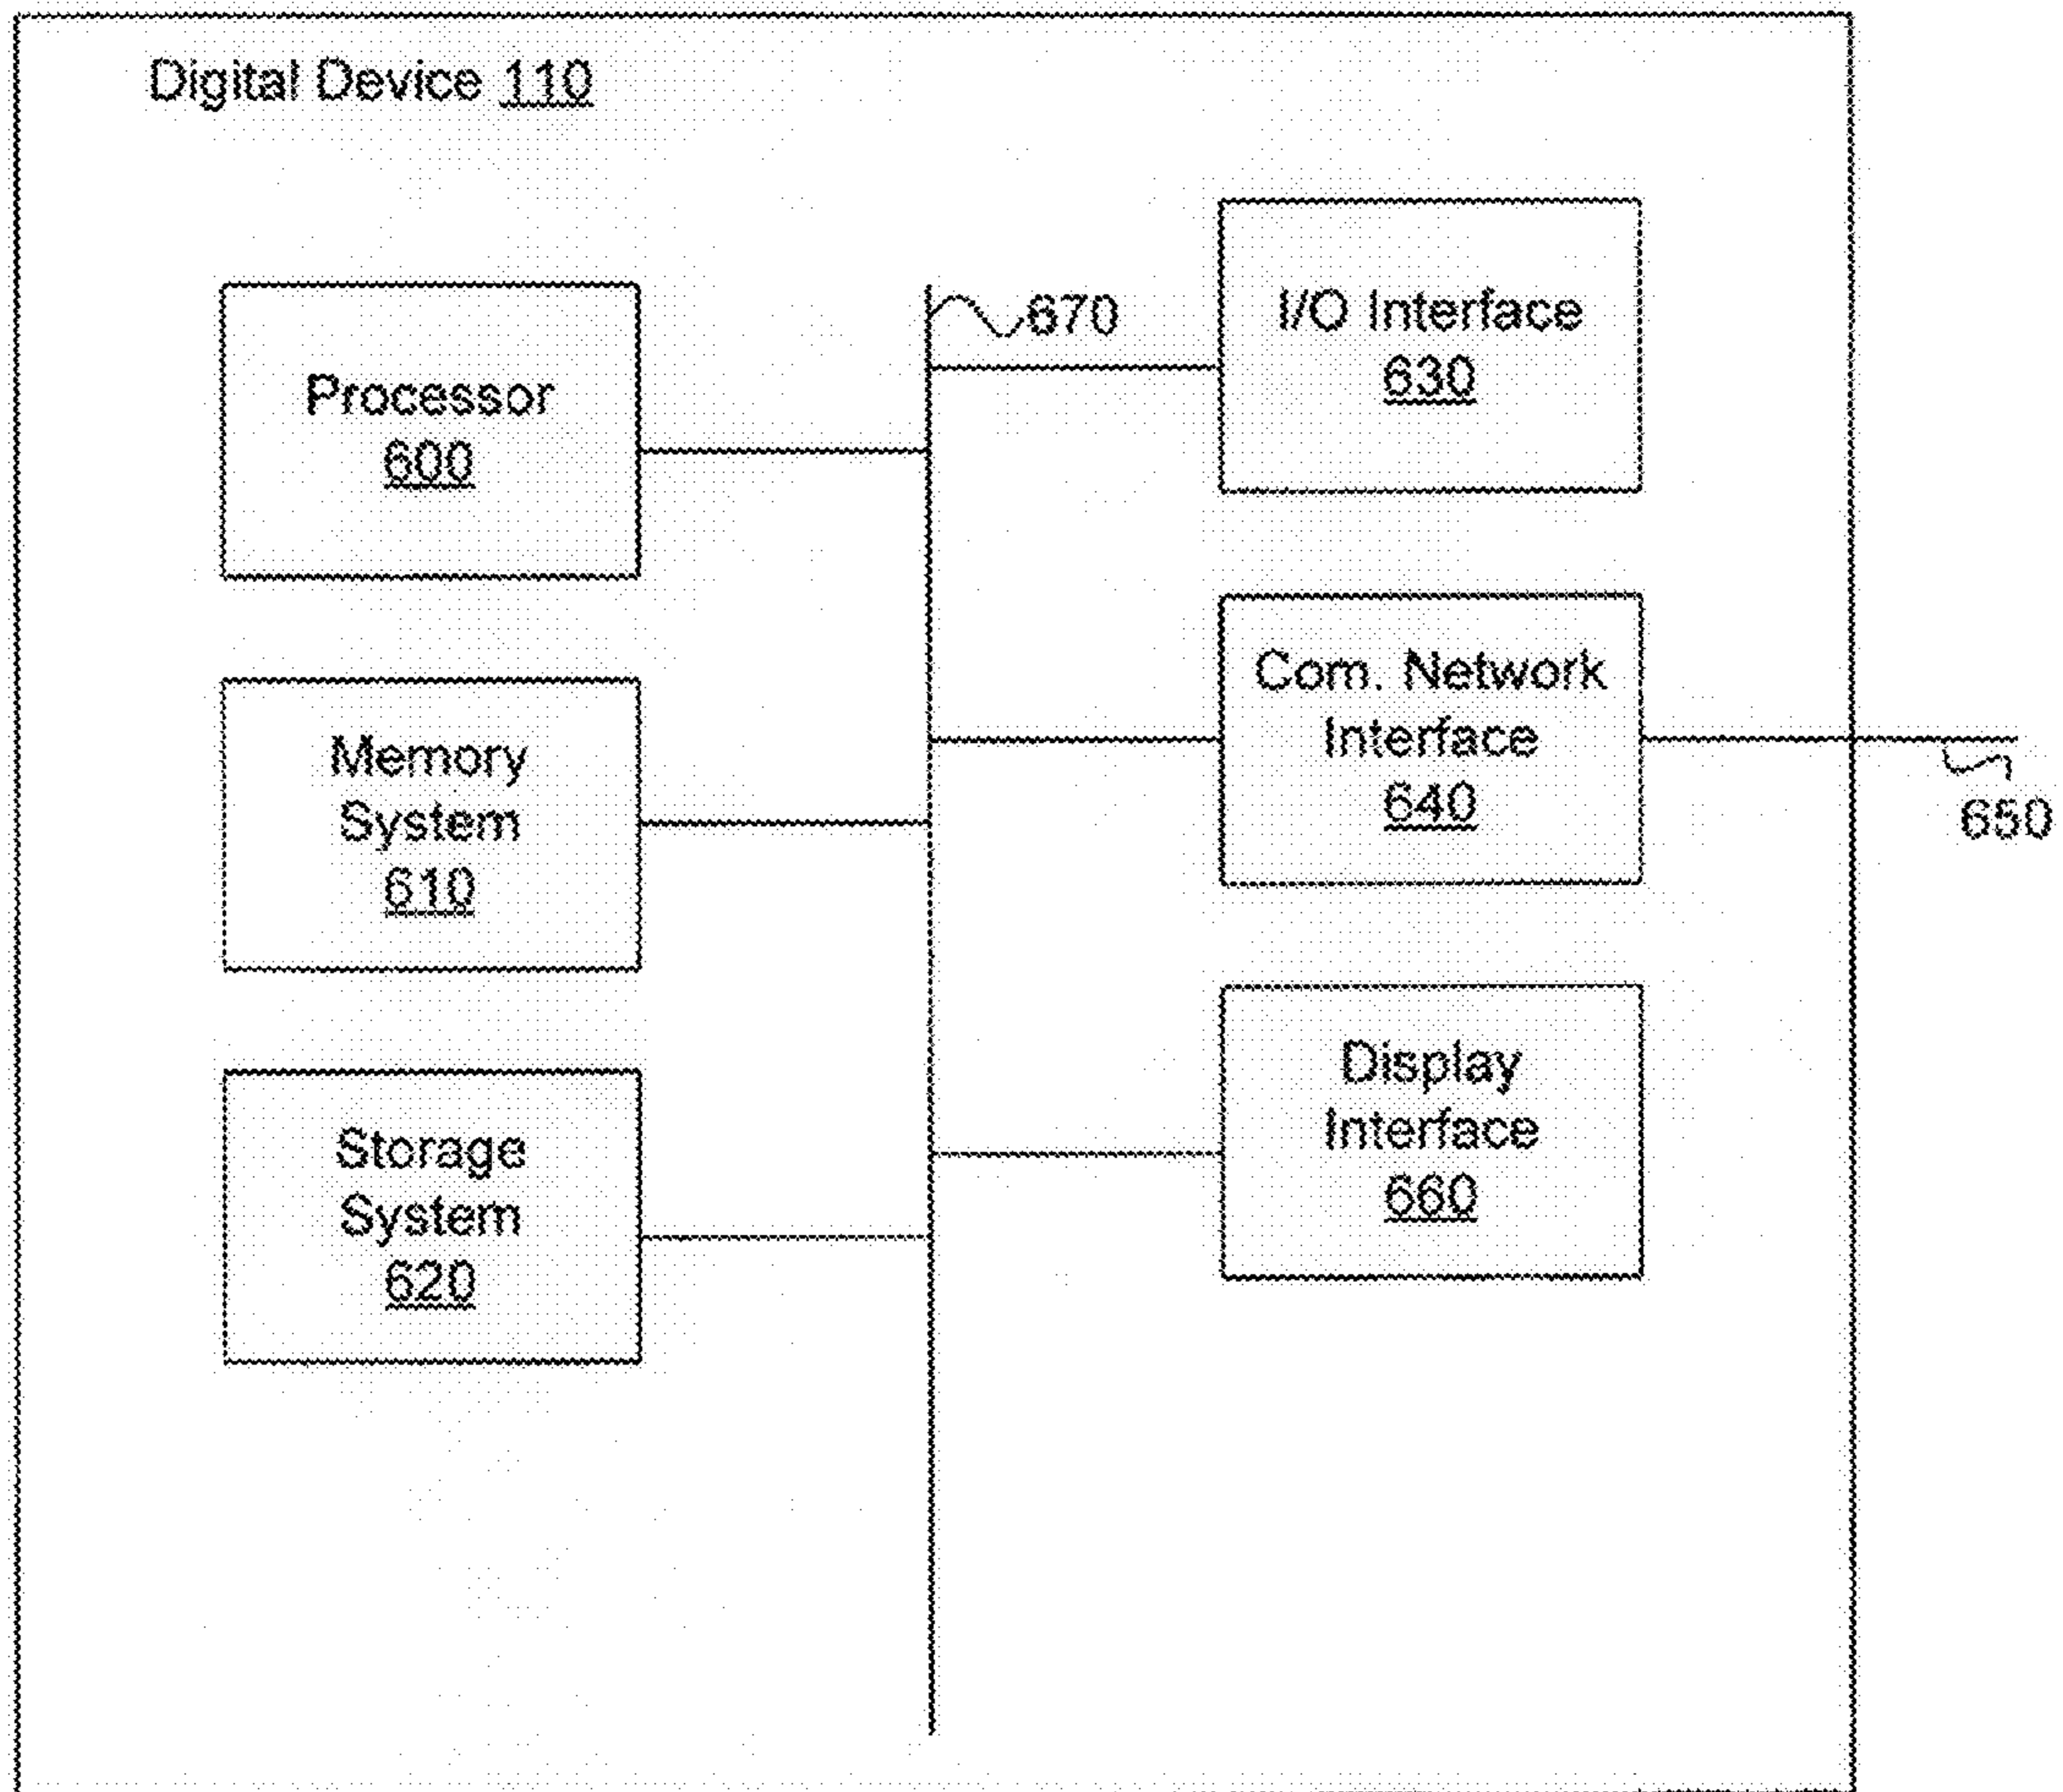 Digital Device 110
Processor
600
Memory
System
610
Storage
System
620
670
I/O Interface
630
Com. Network
Interface
640
650
Display
Interface
660